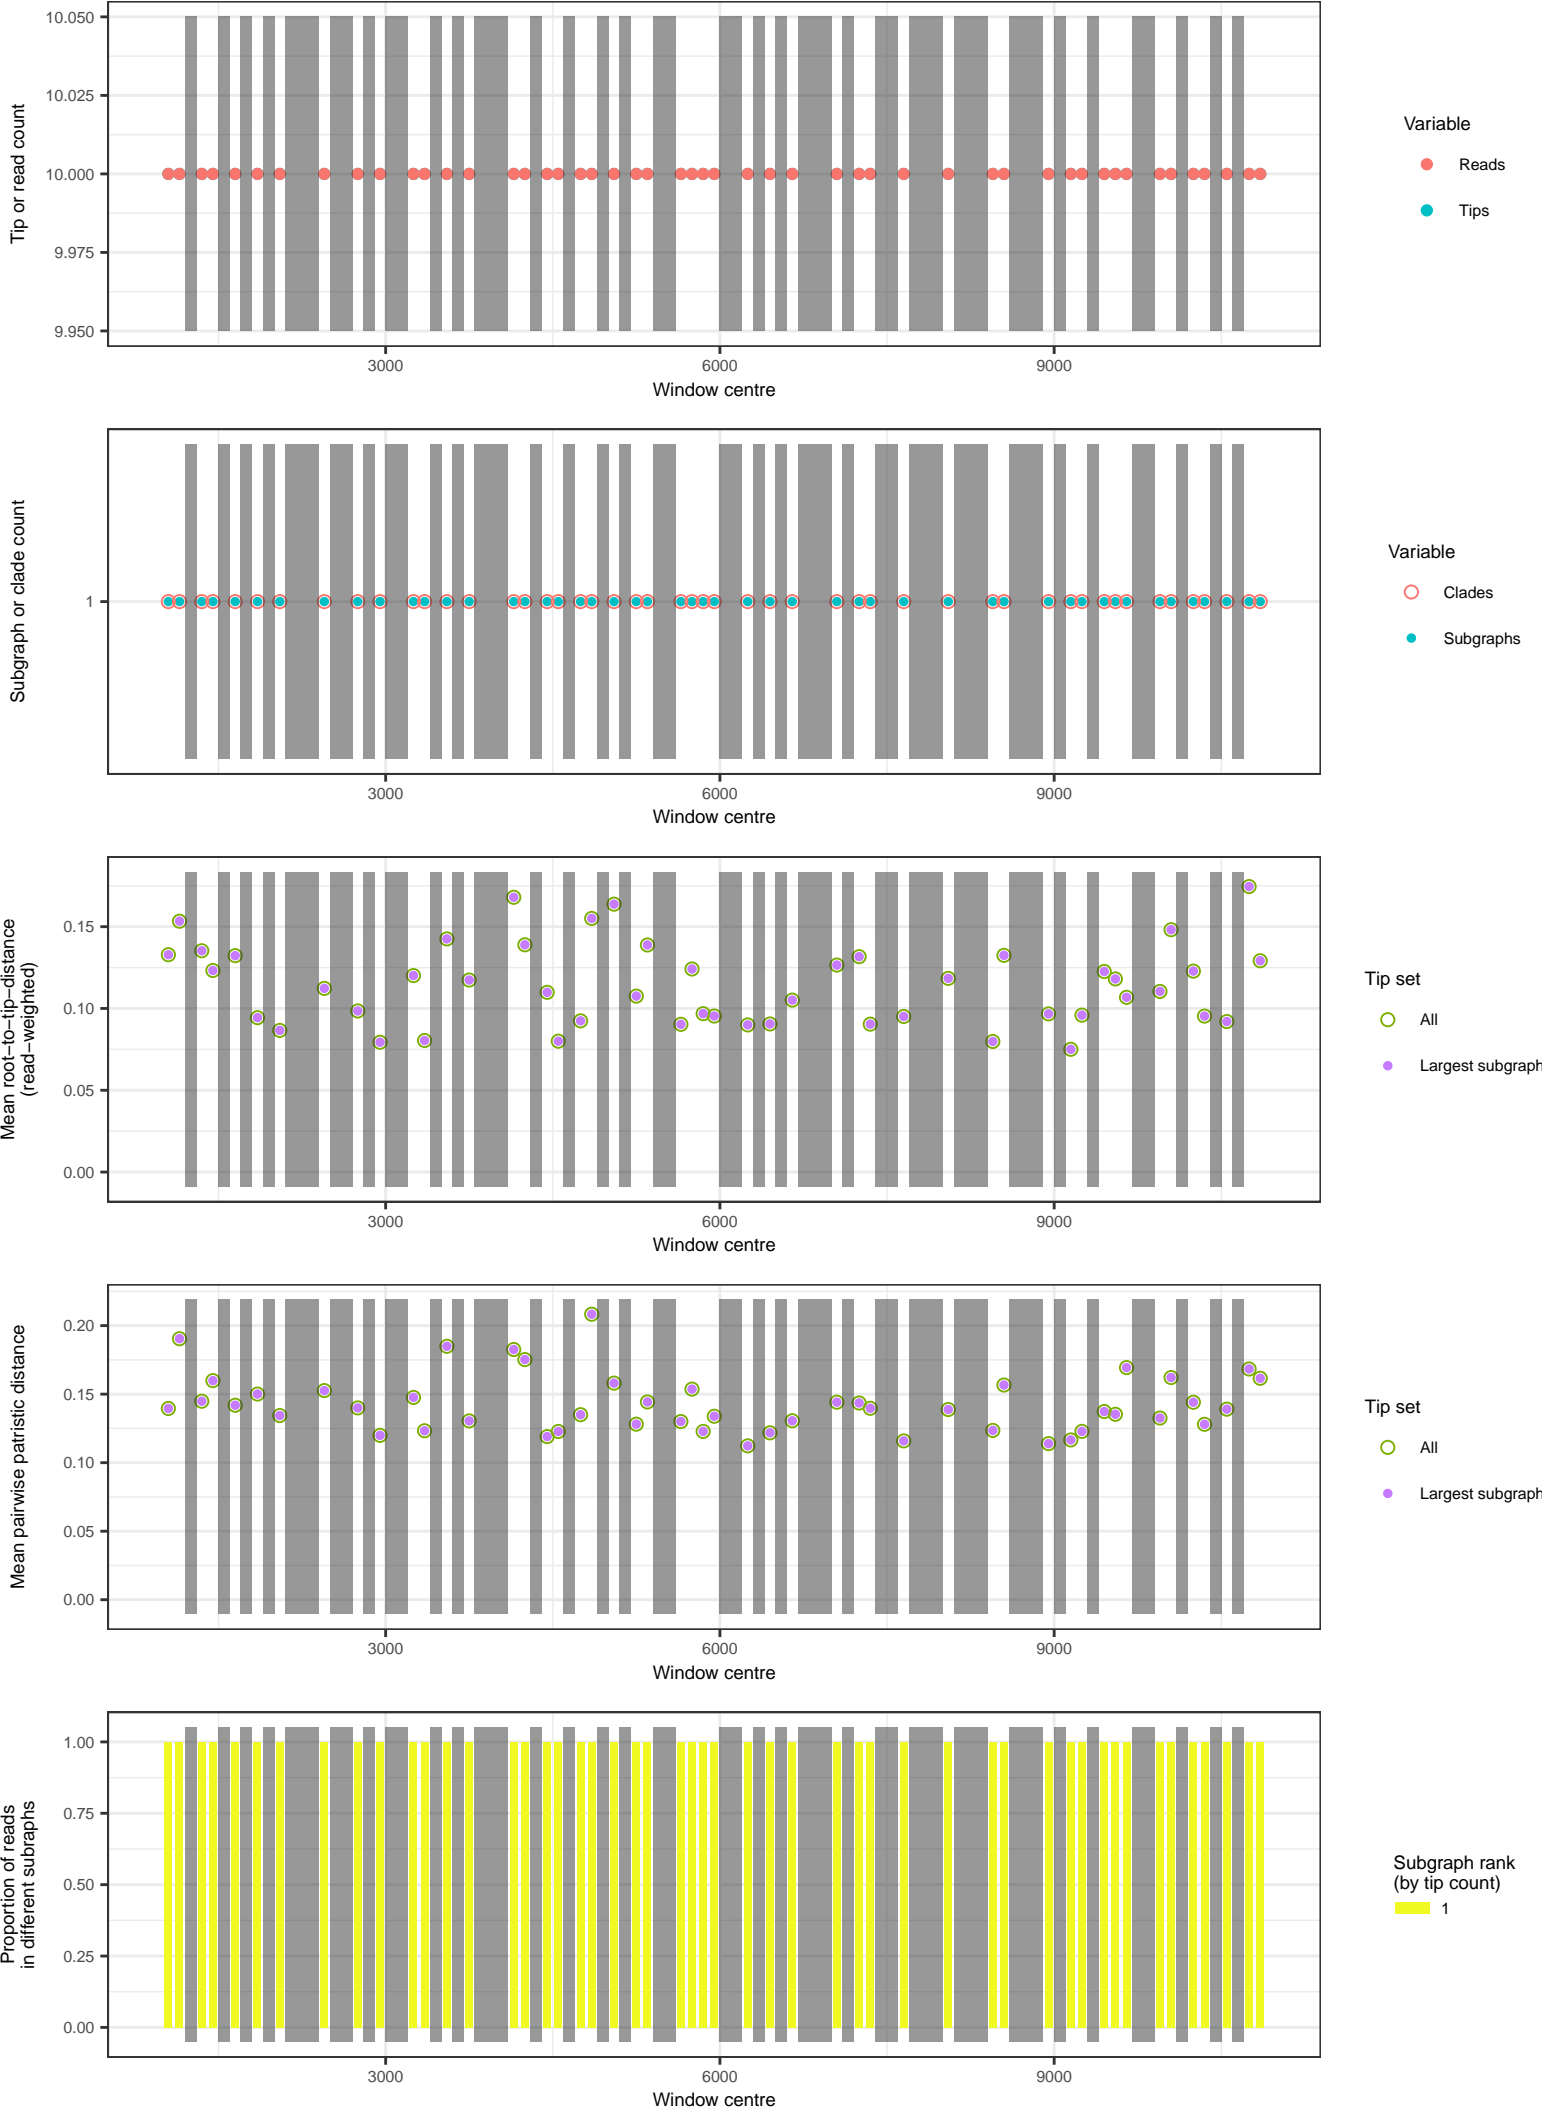 10.050
10.025
10.000
9.975
9.950
Tip or read count
3000
6000
9000
Window centre
Variable
Reads
Tips
1
Subgraph or clade count
3000
6000
9000
Window centre
Variable
Clades
Subgraphs
0.15
0.10
0.05
0.00
Mean root−to−tip−distance
(read−weighted)
3000
6000
9000
Window centre
Tip set
All
Largest subgraph
0.20
0.15
0.10
0.05
0.00
Mean pairwise patristic distance
3000
6000
9000
Window centre
Tip set
All
Largest subgraph
1.00
0.75
0.50
0.25
0.00
Proportion of reads
in different subraphs
3000
6000
9000
Window centre
Subgraph rank
(by tip count)
1